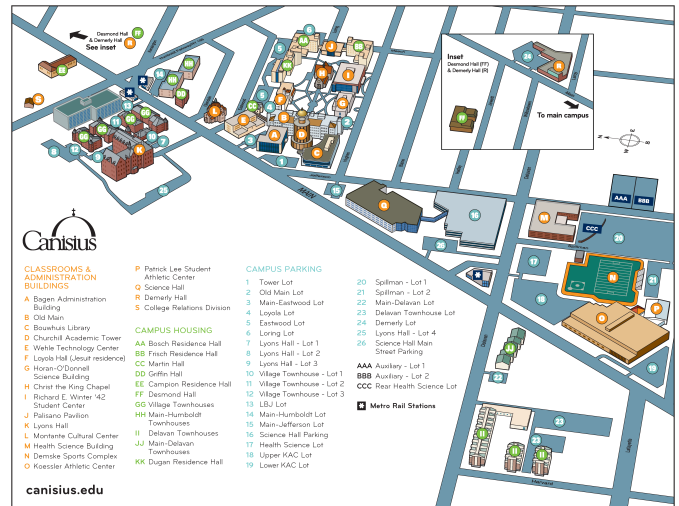 Desmond Hall
& Demerly Hall
See inset
FF
R
Inset
Desmond Hall (FF)
& Demerly Hall (R)
24
R
FF
To main campus
MAIN
Canisius
CLASSROOMS &
ADMINISTRATION
BUILDINGS
A Bagen Administration
Building
B Old Main
C Bouwhuis Library
D Churchill Academic Tower
E Wehle Technology Center
F Loyola Hall (Jesuit residence)
G Horan-O'Donnell
Science Building
H Christ the King Chapel
I Richard E. Winter '42
Student Center
J Palisano Pavilion
K Lyons Hall
L Montante Cultural Center
M Health Science Building
N Demske Sports Complex
O Koessler Athletic Center
P Patrick Lee Student
Athletic Center
Q Science Hall
R Demerly Hall
S College Relations Division
CAMPUS HOUSING
AA Bosch Residence Hall
BB Frisch Residence Hall
CC Martin Hall
DD Griffin Hall
EE Campion Residence Hall
FF Desmond Hall
GG Village Townhouses
HH Main-Humboldt
Townhouses
II Delavan Townhouses
JJ Main-Delavan
Townhouses
KK Dugan Residence Hall
CAMPUS PARKING
1 Tower Lot
2 Old Main Lot
3 Main-Eastwood Lot
4 Loyola Lot
5 Eastwood Lot
6 Loring Lot
7 Lyons Hall - Lot 1
8 Lyons Hall - Lot 2
9 Lyons Hall - Lot 3
10 Village Townhouse - Lot 1
11 Village Townhouse - Lot 2
12 Village Townhouse - Lot 3
13 LBJ Lot
14 Main-Humboldt Lot
15 Main-Jefferson Lot
16 Science Hall Parking
17 Health Science Lot
18 Upper KAC Lot
19 Lower KAC Lot
20 Spillman - Lot 1
21 Spillman - Lot 2
22 Main-Delavan Lot
23 Delavan Townhouse Lot
24 Demerly Lot
25 Lyons Hall - Lot 4
26 Science Hall Main
Street Parking
AAA Auxiliary - Lot 1
BBB Auxiliary - Lot 2
CCC Rear Health Science Lot
Metro Rail Stations
canisius.edu